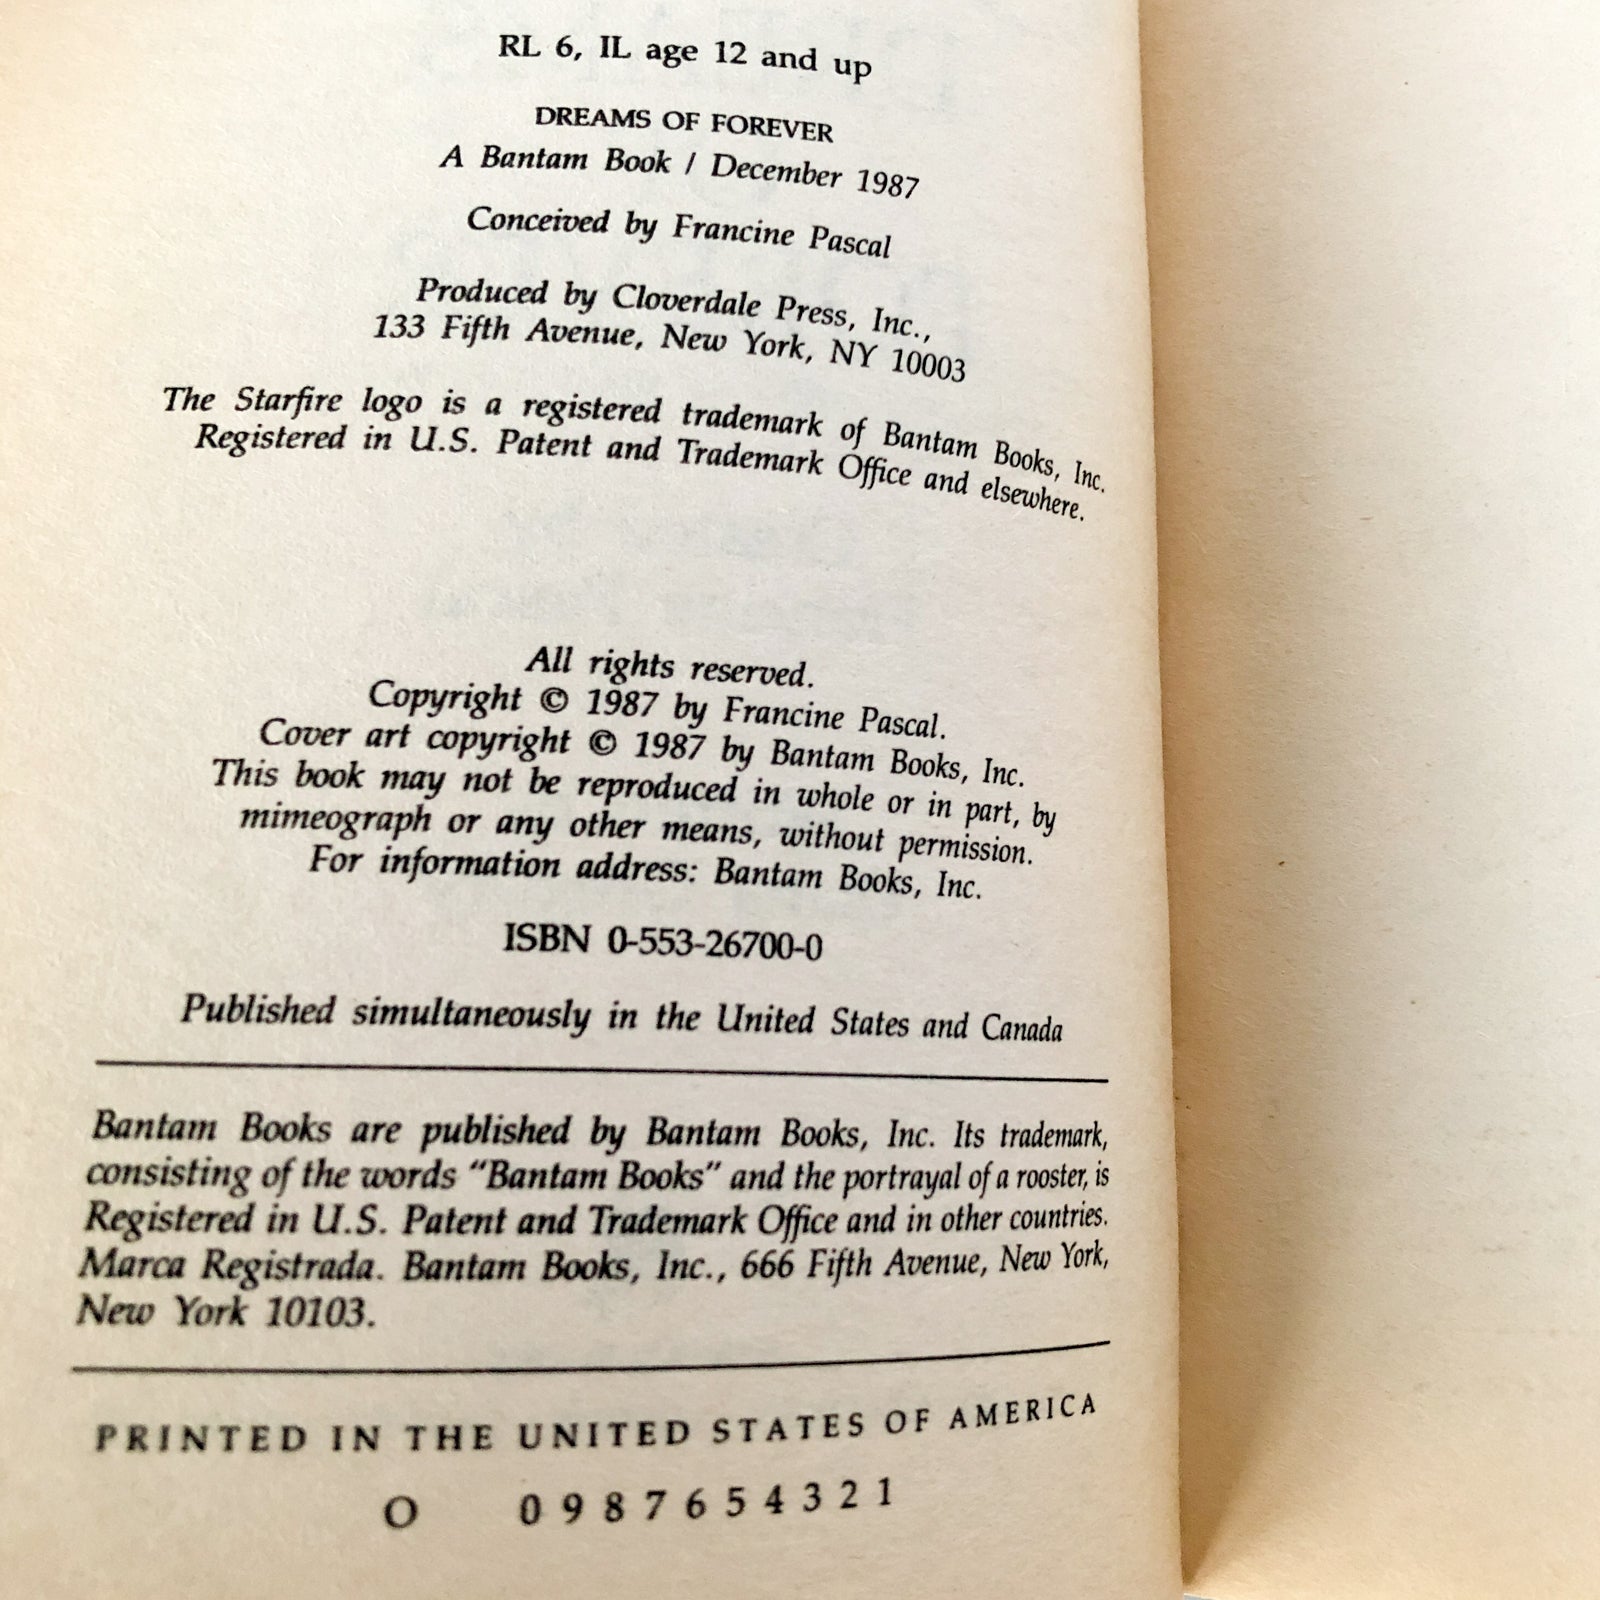 RL 6, IL age 12 and up
DREAMS OF FOREVER
A Bantam Book / December 1987
Conceived by Francine Pascal
Produced by Cloverdale Press, Inc.,
133 Fifth Avenue, New York, NY 10003
The Starfire logo is a registered trademark of Bantam Books, Inc.
Registered in U.S. Patent and Trademark Office and elsewhere.
All rights reserved.
Copyright © 1987 by Francine Pascal.
Cover art copyright © 1987 by Bantam Books, Inc.
This book may not be reproduced in whole or in part, by
mimeograph or any other means, without permission.
For information address: Bantam Books, Inc.
ISBN 0-553-26700-0
Published simultaneously in the United States and Canada
Bantam Books are published by Bantam Books, Inc. Its trademark,
consisting of the words "Bantam Books" and the portrayal of a rooster, is
Registered in U.S. Patent and Trademark Office and in other countries.
Marca Registrada. Bantam Books, Inc., 666 Fifth Avenue, New York,
New York 10103.
PRINTED IN THE UNITED STATES OF AMERICA
O 0 9 8 7 6 5 4 3 2 1